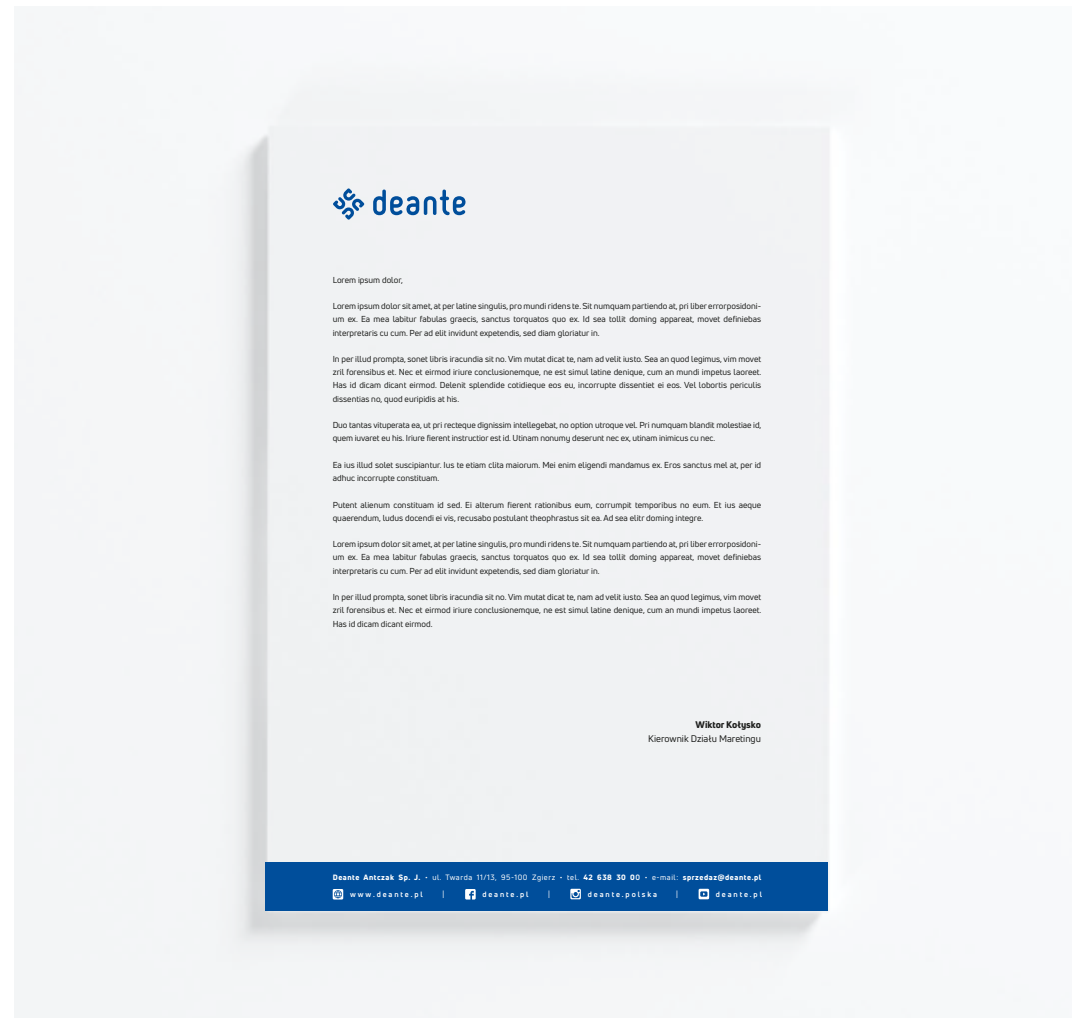 deante
Lorem ipsum dolor,
Lorem ipsum dolor sit amet, at per latine singulis, pro mundi ridens te. Sit numquam partiendo at, pri liber errorposidoni-
um ex. Ea mea labitur fabulas graecis, sanctus torquatos quo ex. Id sea tollit doming appareat, movet definiebas
interpretaris cu cum. Per ad elit invidunt expetendis, sed diam gloriatur in.
In per illud prompta, sonet libris iracundia sit no. Vim mutat dicat te, nam ad velit iusto. Sea an quod legimus, vim movet
zril forensibus et. Nec et eirmod iriure conclusionemque, ne est simul latine denique, cum an mundi impetus laoreet.
Has id dicam dicant eirmod. Delenit splendide cotidieque eos eu, incorrupte dissentiet ei eos. Vel lobortis periculis
dissentias no, quod euripidis at his.
Duo tantas vituperata ea, ut pri recteque dignissim intellegebat, no option utroque vel. Pri numquam blandit molestiae id,
quem iuvaret eu his. Iriure fierent instructior est id. Utinam nonumy deserunt nec ex, utinam inimicus cu nec.
Ea ius illud solet suscipiantur. Ius te etiam clita maiorum. Mei enim eligendi mandamus ex. Eros sanctus mel at, per id
adhuc incorrupte constituam.
Putent alienum constituam id sed. Ei alterum fierent rationibus eum, corrumpit temporibus no eum. Et ius aeque
quaerendum, ludus docendi ei vis, recusabo postulant theophrastus sit ea. Ad sea elitr doming integre.
Lorem ipsum dolor sit amet, at per latine singulis, pro mundi ridens te. Sit numquam partiendo at, pri liber errorposidoni-
um ex. Ea mea labitur fabulas graecis, sanctus torquatos quo ex. Id sea tollit doming appareat, movet definiebas
interpretaris cu cum. Per ad elit invidunt expetendis, sed diam gloriatur in.
In per illud prompta, sonet libris iracundia sit no. Vim mutat dicat te, nam ad velit iusto. Sea an quod legimus, vim movet
zril forensibus et. Nec et eirmod iriure conclusionemque, ne est simul latine denique, cum an mundi impetus laoreet.
Has id dicam dicant eirmod.
Wiktor Kołysko
Kierownik Działu Maretingu
Deante Antczak Sp. J. • ul. Twarda 11/13, 95-100 Zgierz • tel. 42 638 30 00 • e-mail: sprzedaz@deante.pl
www.deante.pl | deante.pl | deante.polska | deante.pl